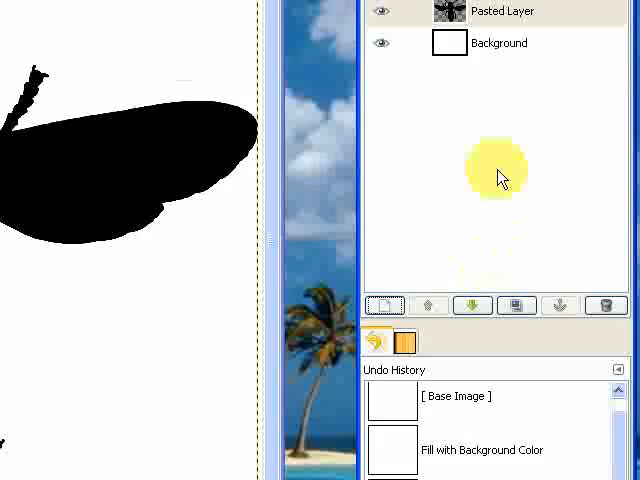 Pasted Layer
Background
Undo History
[ Base Image ]
Fill with Background Color